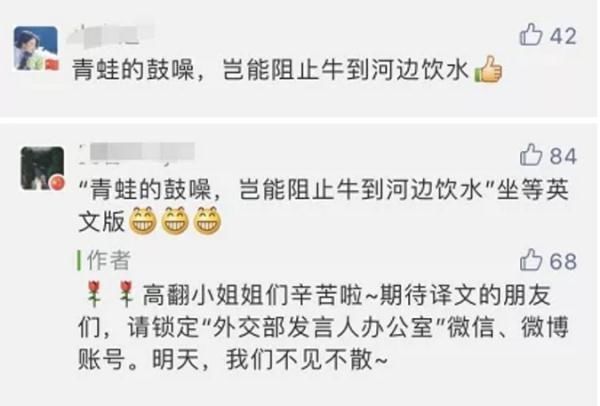 42
青蛙的鼓噪，岂能阻止牛到河边饮水👍
84
“青蛙的鼓噪，岂能阻止牛到河边饮水”坐等英
文版😁😁😁
作者
68
🌹🌹高翻小姐姐们辛苦啦~期待译文的朋友
们，请锁定“外交部发言人办公室”微信、微博
账号。明天，我们不见不散~